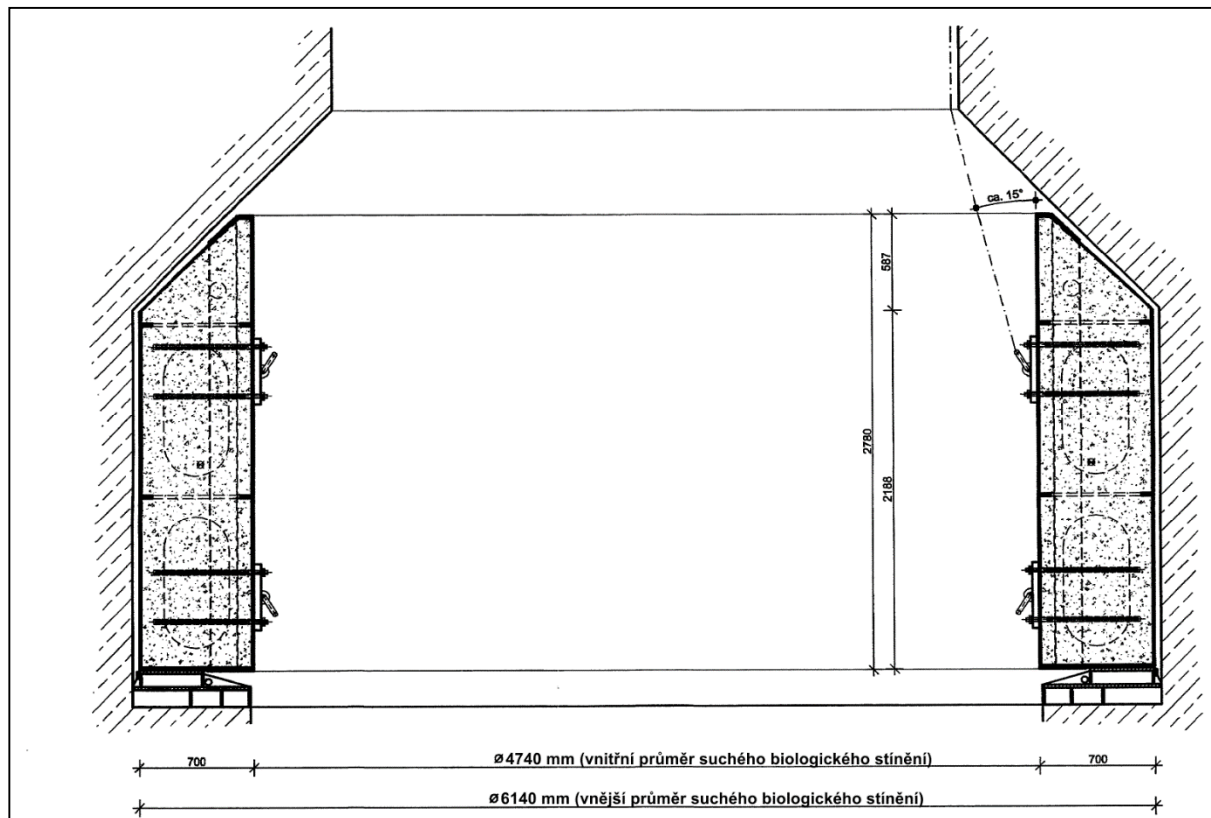 ca. 15°
587
2780
2188
700
Ø4740 mm (vnitřní průměr suchého biologického stínění)
700
Ø6140 mm (vnější průměr suchého biologického stínění)